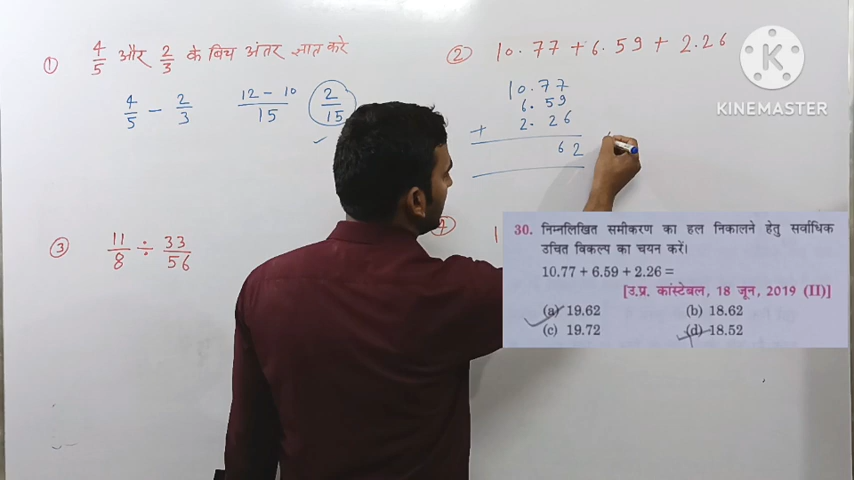 ① 4/5 और 2/3 के बिच अंतर ज्ञात करे
4/5 - 2/3 12 - 10/15 2/15
② 10.77 + 6.59 + 2.26
10.77
6.59
+ 2.26
62
③ 11/8 ÷ 33/56
④ 1
KINEMASTER
30. निम्नलिखित समीकरण का हल निकालने हेतु सर्वाधिक
उचित विकल्प का चयन करें।
10.77 + 6.59 + 2.26 =
[उ.प्र. कांस्टेबल, 18 जून, 2019 (II)]
(a) 19.62 (b) 18.62
(c) 19.72 (d) 18.52